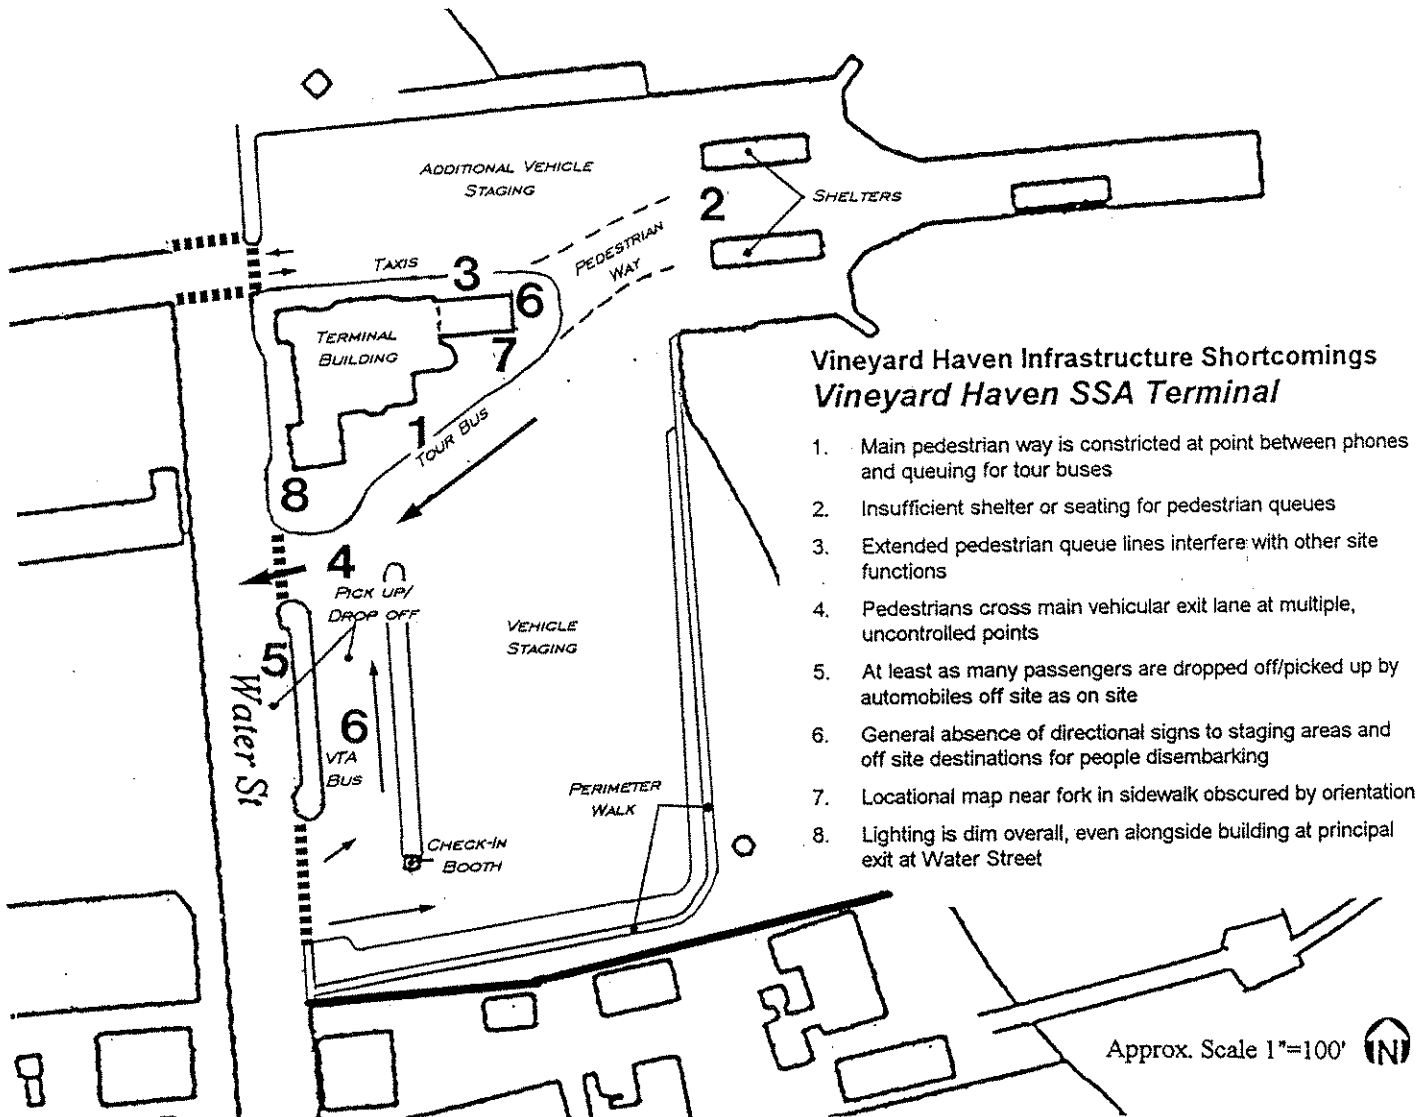 ADDITIONAL VEHICLE
STAGING
2
SHELTERS
PEDESTRIAN
WAY
TAXIS
3
6
TERMINAL
BUILDING
7
1
TOUR BUS
8
4
PICK UP/
DROP OFF
VEHICLE
STAGING
5
Water St
6
VTA
BUS
PERIMETER
WALK
CHECK-IN
BOOTH
Vineyard Haven Infrastructure Shortcomings
Vineyard Haven SSA Terminal
1. Main pedestrian way is constricted at point between phones
and queuing for tour buses
2. Insufficient shelter or seating for pedestrian queues
3. Extended pedestrian queue lines interfere with other site
functions
4. Pedestrians cross main vehicular exit lane at multiple,
uncontrolled points
5. At least as many passengers are dropped off/picked up by
automobiles off site as on site
6. General absence of directional signs to staging areas and
off site destinations for people disembarking
7. Locational map near fork in sidewalk obscured by orientation
8. Lighting is dim overall, even alongside building at principal
exit at Water Street
Approx. Scale 1"=100'
N